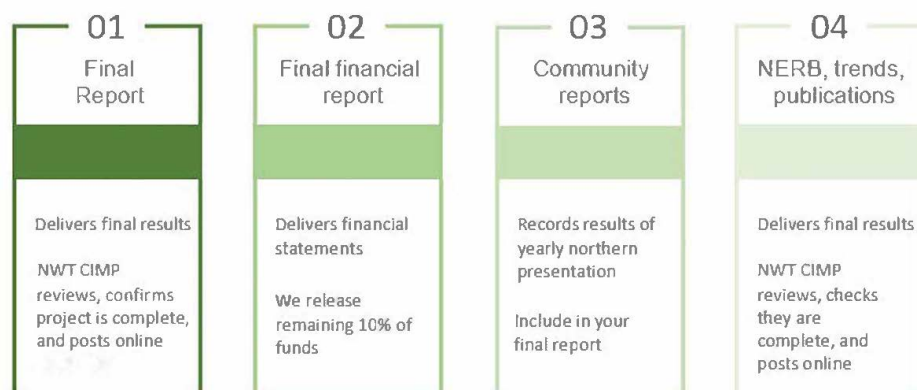 01
Final
Report
Delivers final results
NWT CIMP
reviews, confirms
project is complete,
and posts online
02
Final financial
report
Delivers financial
statements
We release
remaining 10% of
funds
03
Community
reports
Records results of
yearly northern
presentation
Include in your
final report
04
NERB, trends,
publications
Delivers final results
NWT CIMP
reviews, checks
they are
complete, and
posts online